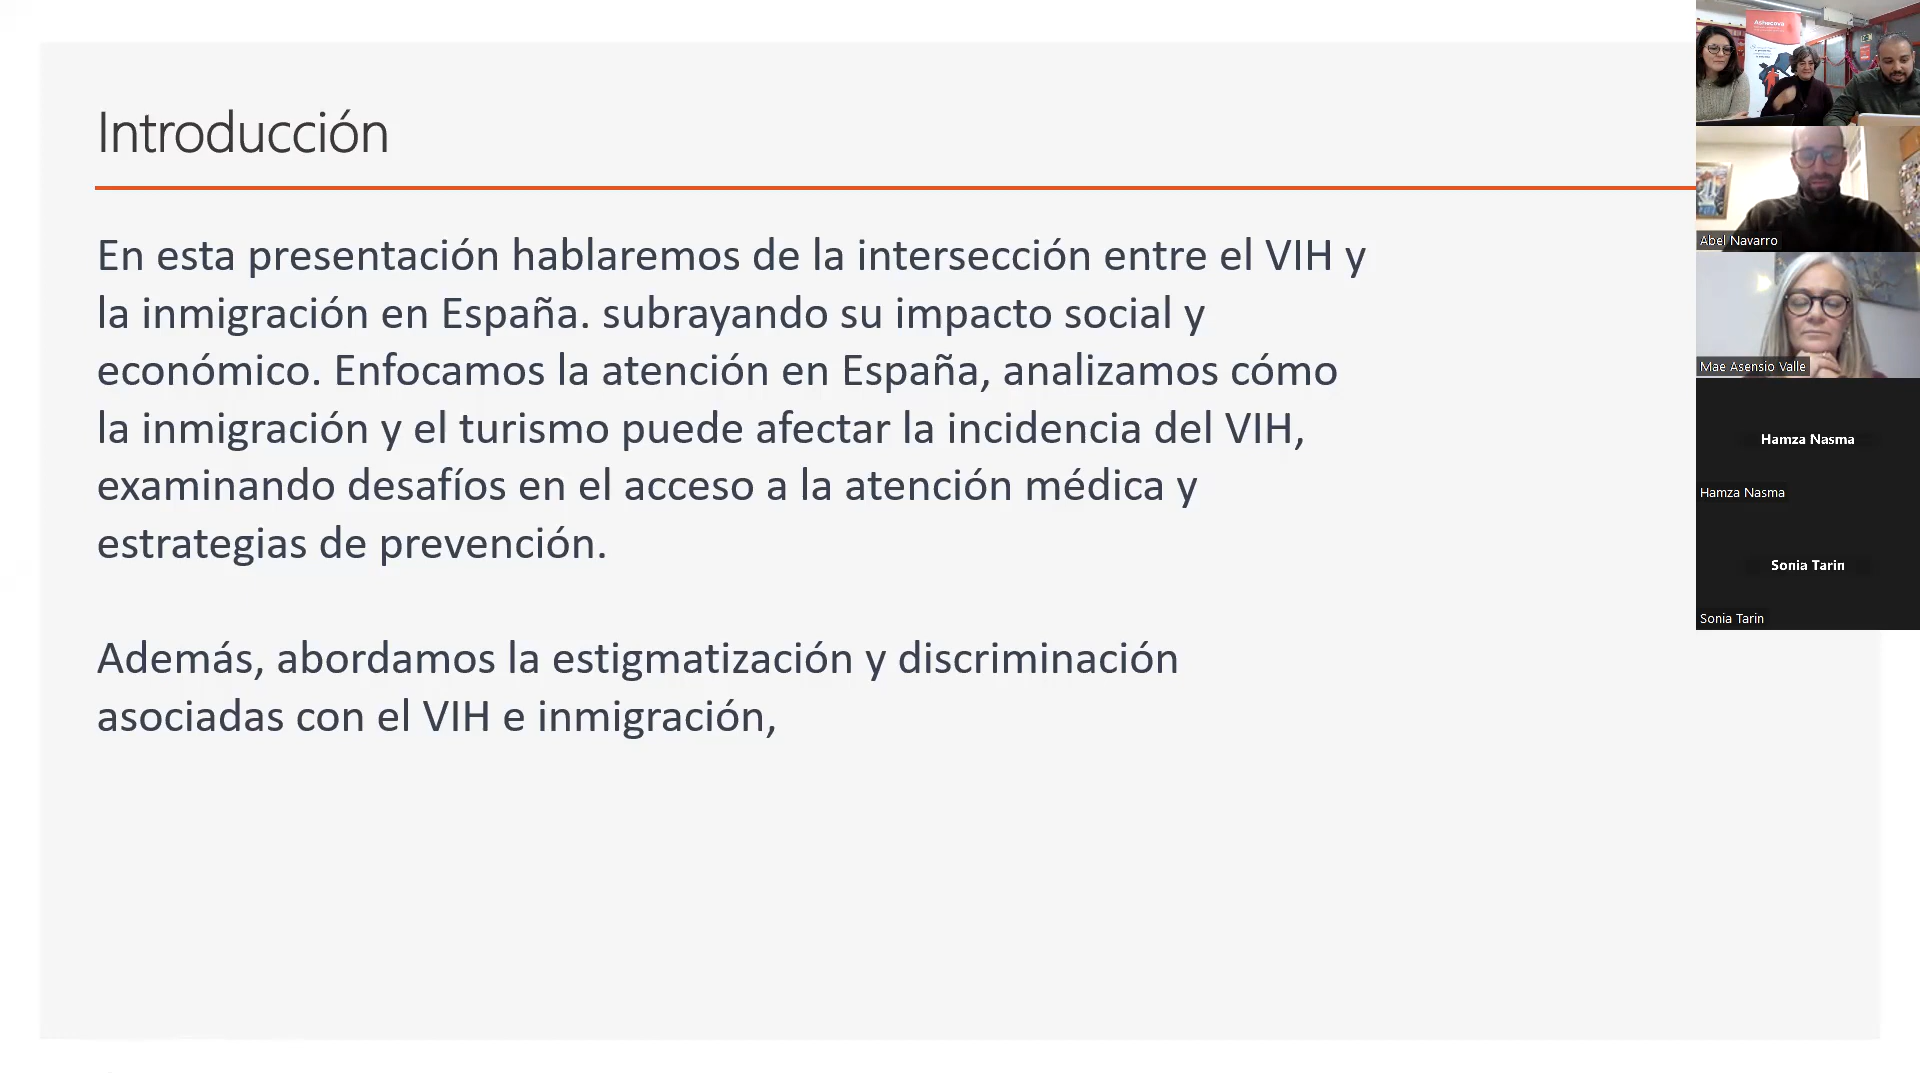 Introducción
En esta presentación hablaremos de la intersección entre el VIH y
la inmigración en España. subrayando su impacto social y
económico. Enfocamos la atención en España, analizamos cómo
la inmigración y el turismo puede afectar la incidencia del VIH,
examinando desafíos en el acceso a la atención médica y
estrategias de prevención.
Además, abordamos la estigmatización y discriminación
asociadas con el VIH e inmigración,
Ashecova
Abel Navarro
Mae Asensio Valle
Hamza Nasma
Hamza Nasma
Sonia Tarin
Sonia Tarin